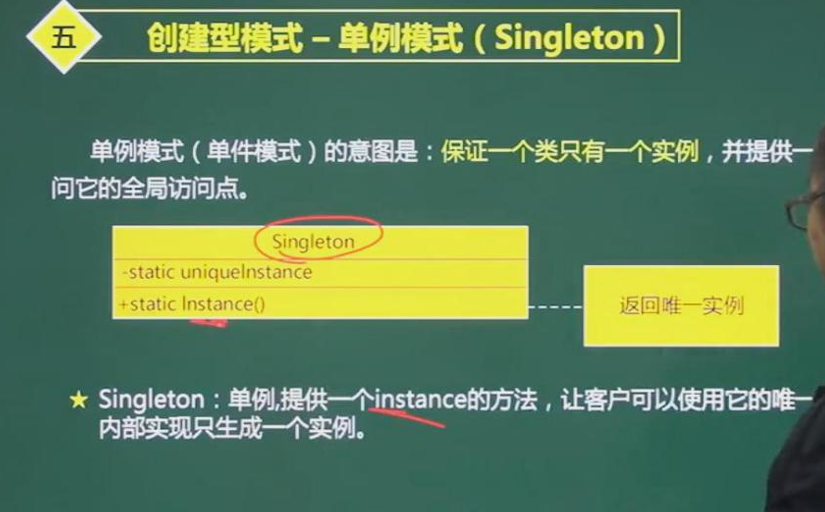 五
创建型模式 – 单例模式（Singleton）
单例模式（单件模式）的意图是：保证一个类只有一个实例，并提供一
问它的全局访问点。
Singleton
-static uniqueInstance
+static Instance()
返回唯一实例
★ Singleton：单例,提供一个instance的方法，让客户可以使用它的唯一
内部实现只生成一个实例。